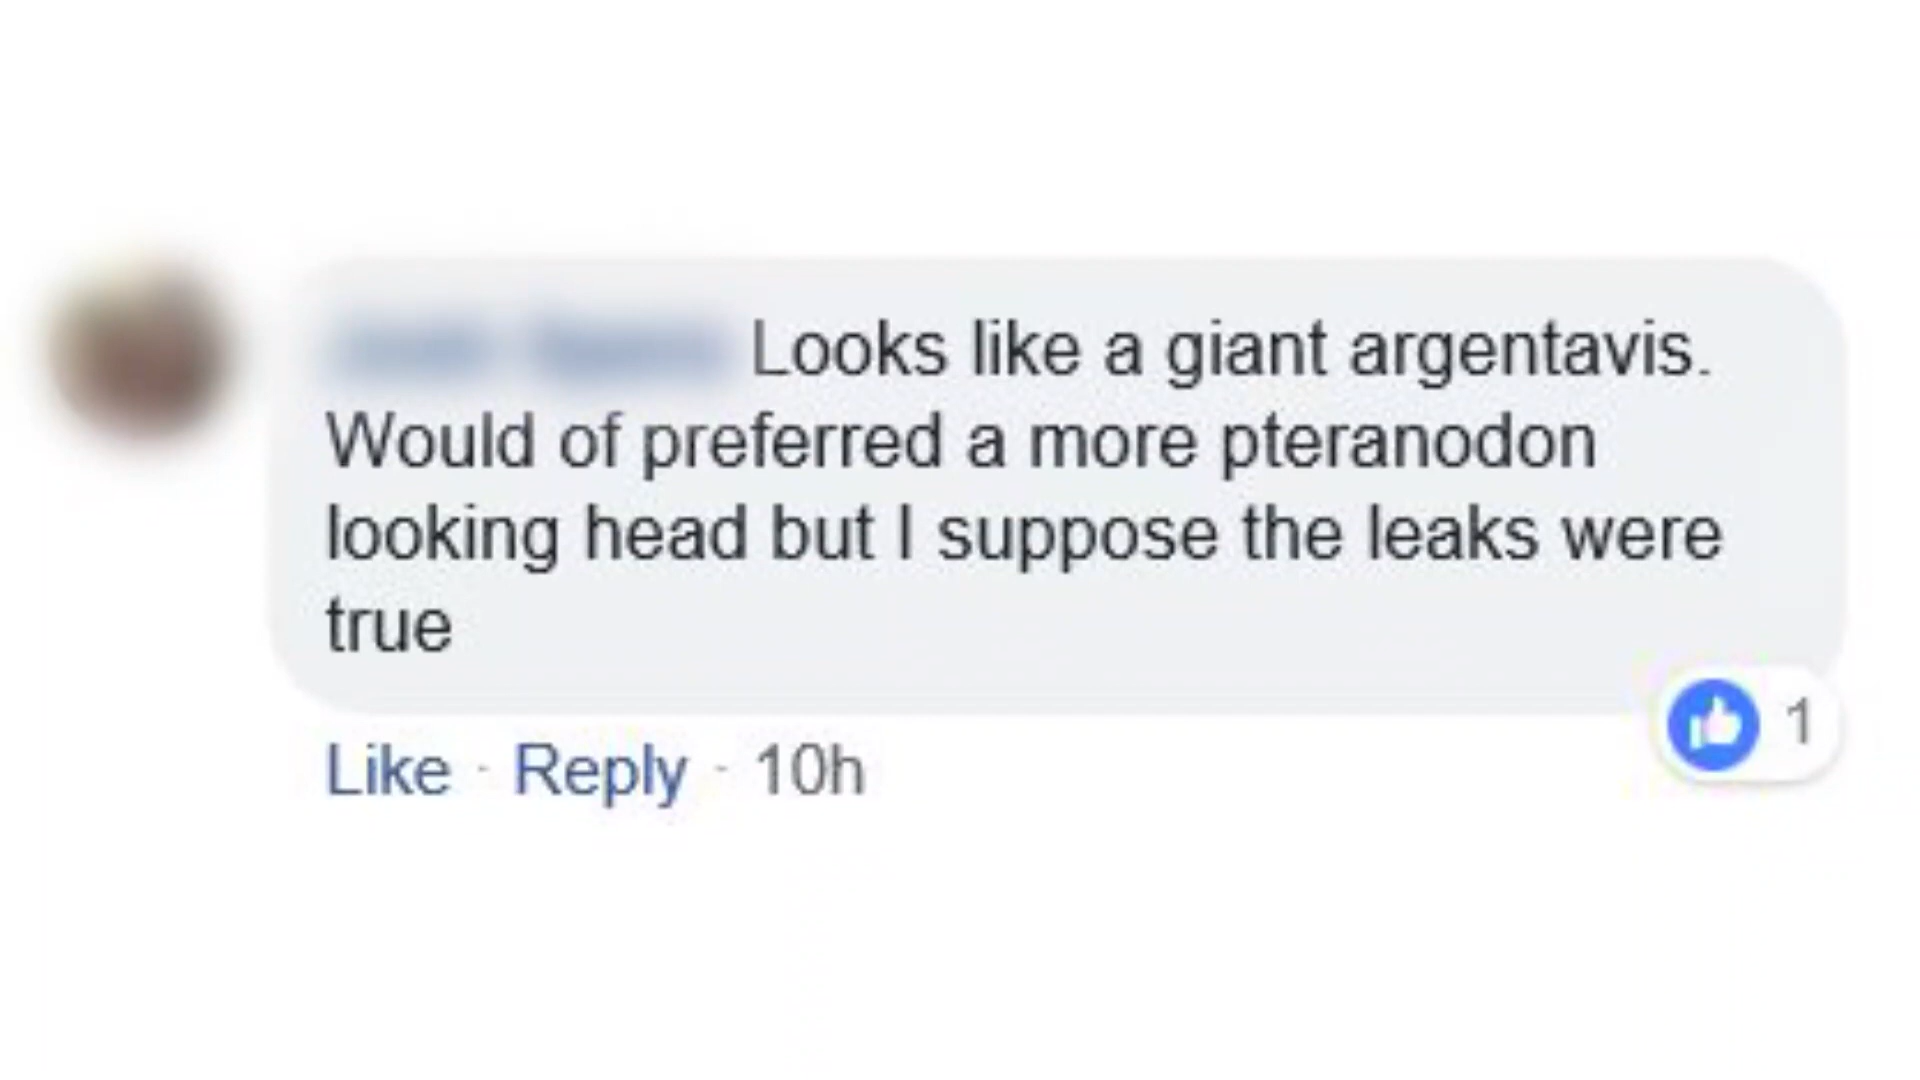 Looks like a giant argentavis.
Would of preferred a more pteranodon
looking head but I suppose the leaks were
true
1
Like · Reply · 10h